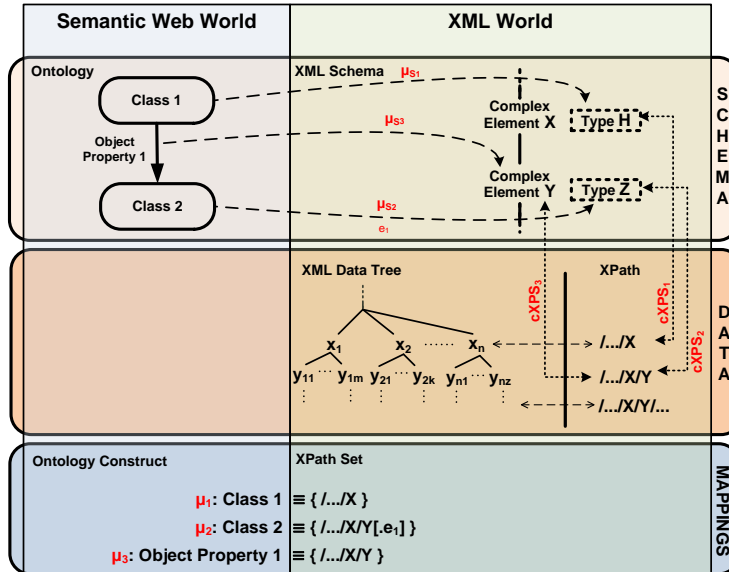 Semantic Web World
XML World
Ontology
XML Schema
μS1
Class 1
Complex
Element X
Type H
Object
Property 1
μS3
Complex
Element Y
Type Z
Class 2
μS2
e1
SCHEMA
XML Data Tree
XPath
cXPS3
cXPS1
cXPS2
x1 x2 ...... xn
/.../X
y11 ... y1m y21 ... y2k yn1 ... ynz
/.../X/Y
/.../X/Y/...
DATA
Ontology Construct
XPath Set
μ1: Class 1 ≡ { /.../X }
μ2: Class 2 ≡ { /.../X/Y[.e1] }
μ3: Object Property 1 ≡ { /.../X/Y }
MAPPINGS